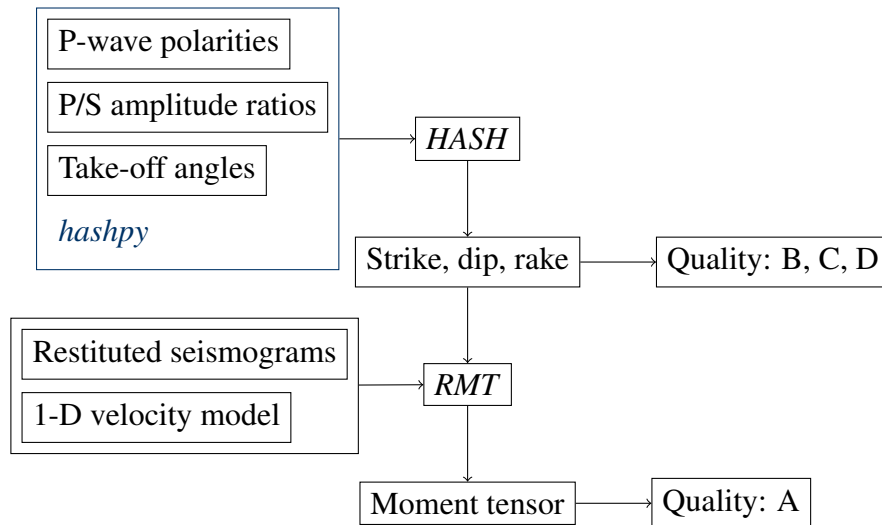 P-wave polarities
P/S amplitude ratios
Take-off angles
hashpy
HASH
Strike, dip, rake
Quality: B, C, D
Restituted seismograms
1-D velocity model
RMT
Moment tensor
Quality: A